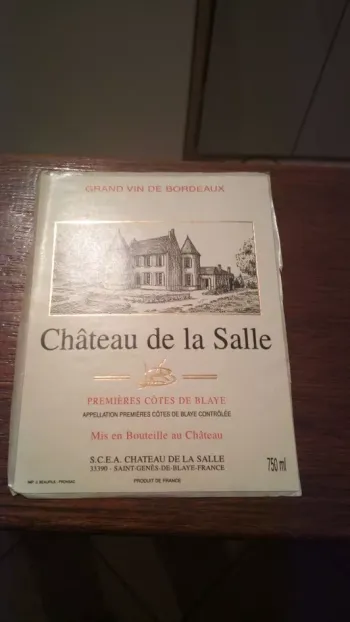 GRAND VIN DE BORDEAUX
Château de la Salle
PREMIÈRES CÔTES DE BLAYE
APPELLATION PREMIÈRES CÔTES DE BLAYE CONTRÔLÉE
Mis en Bouteille au Château
S.C.E.A. CHATEAU DE LA SALLE
33390 - SAINT-GENÈS-DE-BLAYE-FRANCE
750 ml
PRODUIT DE FRANCE